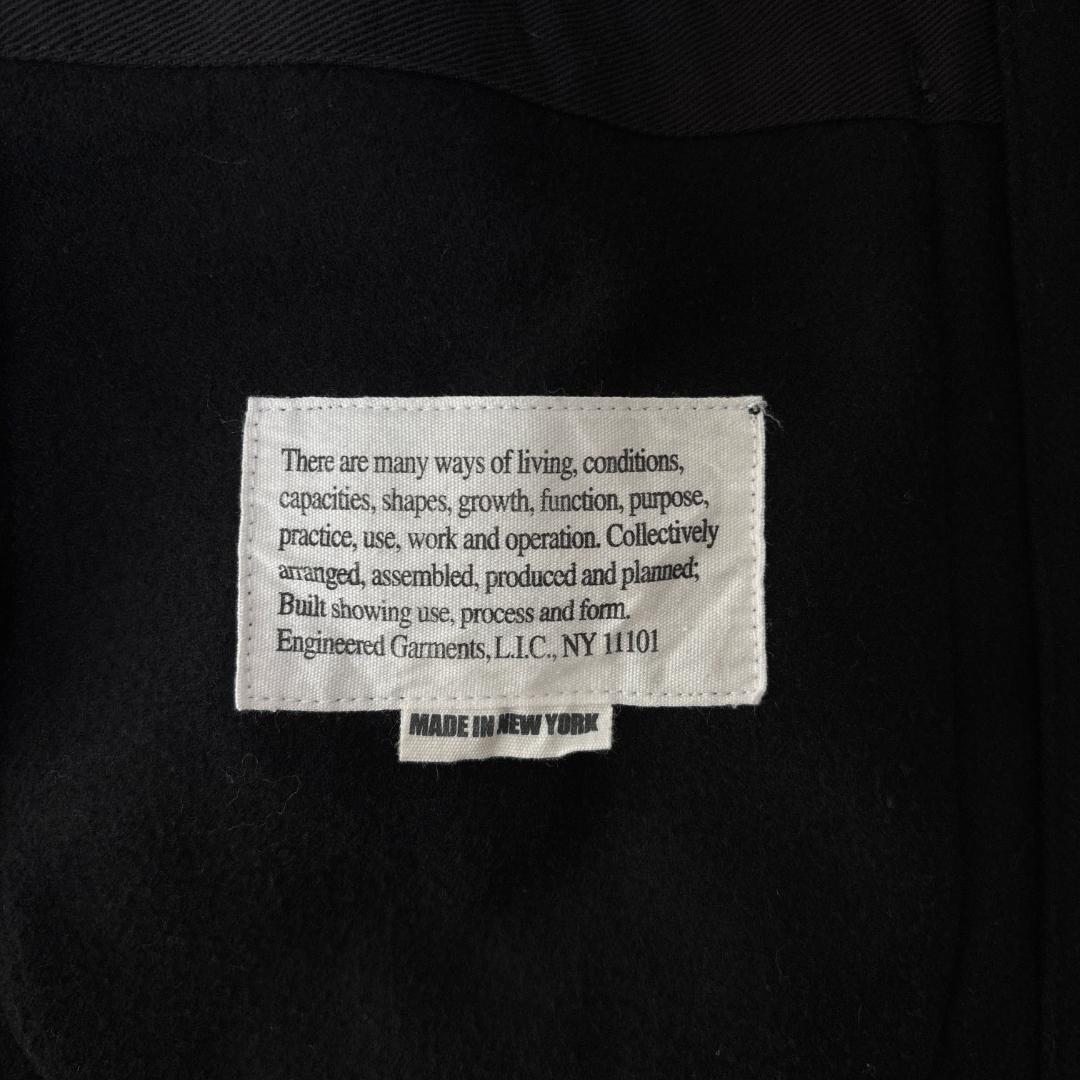 There are many ways of living, conditions,
capacities, shapes, growth, function, purpose,
practice, use, work and operation. Collectively
arranged, assembled, produced and planned;
Built showing use, process and form.
Engineered Garments, L.I.C., NY 11101
MADE IN NEW YORK